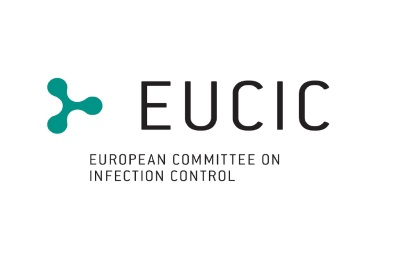 EUCIC
EUROPEAN COMMITTEE ON
INFECTION CONTROL